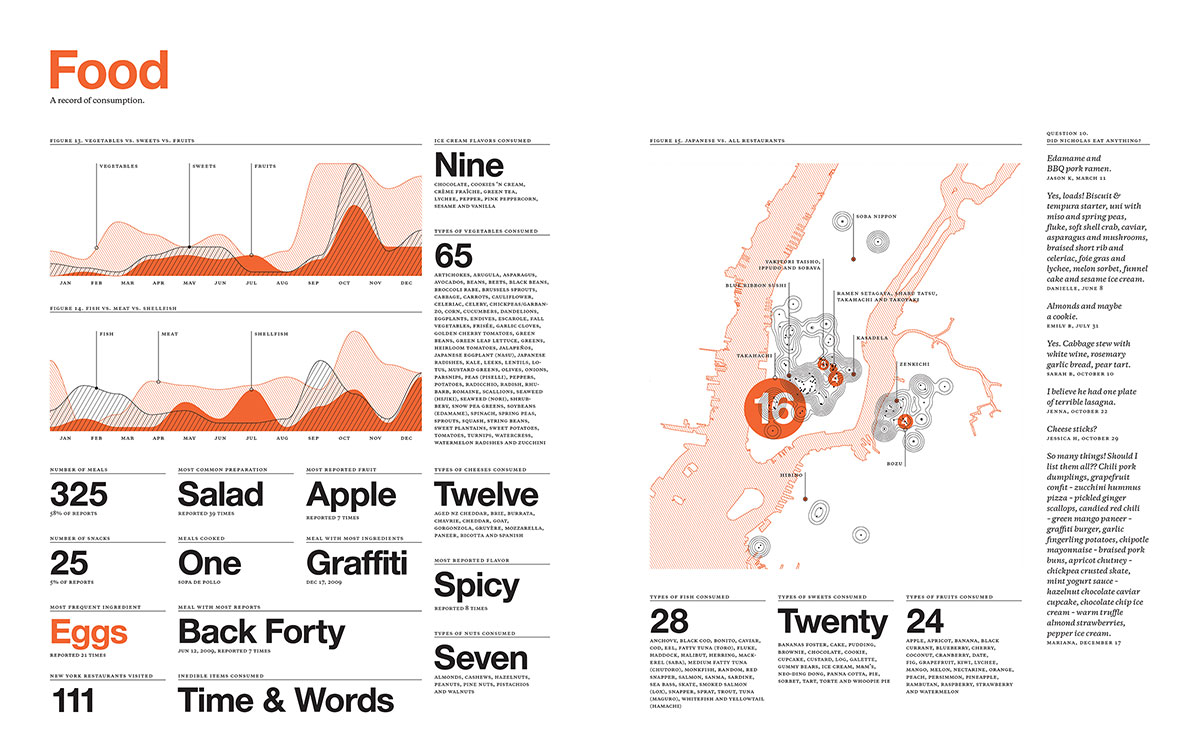 Food
A record of consumption.
FIGURE 13. VEGETABLES VS. SWEETS VS. FRUITS
VEGETABLES
SWEETS
FRUITS
JAN FEB MAR APR MAY JUN JUL AUG SEP OCT NOV DEC
FIGURE 14. FISH VS. MEAT VS. SHELLFISH
FISH
MEAT
SHELLFISH
JAN FEB MAR APR MAY JUN JUL AUG SEP OCT NOV DEC
NUMBER OF MEALS
325
58% OF REPORTS
MOST COMMON PREPARATION
Salad
REPORTED 39 TIMES
MOST REPORTED FRUIT
Apple
REPORTED 7 TIMES
NUMBER OF SNACKS
25
5% OF REPORTS
MEALS COOKED
One
SOPA DE POLLO
MEAL WITH MOST INGREDIENTS
Graffiti
DEC 17, 2009
MOST FREQUENT INGREDIENT
Eggs
REPORTED 21 TIMES
MEAL WITH MOST REPORTS
Back Forty
JUN 12, 2009, REPORTED 7 TIMES
NEW YORK RESTAURANTS VISITED
111
INEDIBLE ITEMS CONSUMED
Time & Words
ICE CREAM FLAVORS CONSUMED
Nine
CHOCOLATE, COOKIES 'N CREAM,
CRÈME FRAÎCHE, GREEN TEA,
LYCHEE, PEPPER, PINK PEPPERCORN,
SESAME AND VANILLA
TYPES OF VEGETABLES CONSUMED
65
ARTICHOKES, ARUGULA, ASPARAGUS,
AVOCADOS, BEANS, BEETS, BLACK BEANS,
BROCCOLI RABE, BRUSSELS SPROUTS,
CABBAGE, CARROTS, CAULIFLOWER,
CELERIAC, CELERY, CHICKPEAS/GARBAN-
ZO, CORN, CUCUMBERS, DANDELIONS,
EGGPLANTS, ENDIVES, ESCAROLE, FALL
VEGETABLES, FRISÉE, GARLIC CLOVES,
GOLDEN CHERRY TOMATOES, GREEN
BEANS, GREEN LEAF LETTUCE, GREENS,
HEIRLOOM TOMATOES, JALAPEÑOS,
JAPANESE EGGPLANT (NASU), JAPANESE
RADISHES, KALE, LEEKS, LENTILS, LO-
TUS, MUSTARD GREENS, OLIVES, ONIONS,
PARSNIPS, PEAS (PISELLI), PEPPERS,
POTATOES, RADICCHIO, RADISH, RHU-
BARB, ROMAINE, SCALLIONS, SEAWEED
(HIJIKI), SEAWEED (NORI), SHRUB-
BERY, SNOW PEA GREENS, SOYBEANS
(EDAMAME), SPINACH, SPRING PEAS,
SPROUTS, SQUASH, STRING BEANS,
SWEET PLANTAINS, SWEET POTATOES,
TOMATOES, TURNIPS, WATERCRESS,
WATERMELON RADISHES AND ZUCCHINI
TYPES OF CHEESES CONSUMED
Twelve
AGED NZ CHEDDAR, BRIE, BURRATA,
CHAVRIE, CHEDDAR, GOAT,
GORGONZOLA, GRUYÈRE, MOZZARELLA,
PANEER, RICOTTA AND SPANISH
MOST REPORTED FLAVOR
Spicy
REPORTED 8 TIMES
TYPES OF NUTS CONSUMED
Seven
ALMONDS, CASHEWS, HAZELNUTS,
PEANUTS, PINE NUTS, PISTACHIOS
AND WALNUTS
FIGURE 15. JAPANESE VS. ALL RESTAURANTS
SOBA NIPPON
YAKITORI TAISHO,
IPPUDO AND SOBAYA
BLUE RIBBON SUSHI
RAMEN SETAGAYA, SHABU TATSU,
TAKAHACHI AND TAKOYAKI
KASADELA
TAKAHACHI
ZENKICHI
3
4
16
4
BOZU
HIBINO
TYPES OF FISH CONSUMED
28
ANCHOVY, BLACK COD, BONITO, CAVIAR,
COD, EEL, FATTY TUNA (TORO), FLUKE,
HADDOCK, HALIBUT, HERRING, MACK-
EREL (SABA), MEDIUM FATTY TUNA
(CHUTORO), MONKFISH, RANDOM, RED
SNAPPER, SALMON, SANMA, SARDINE,
SEA BASS, SKATE, SMOKED SALMON
(LOX), SNAPPER, SPRAT, TROUT, TUNA
(MAGURO), WHITEFISH AND YELLOWTAIL
(HAMACHI)
TYPES OF SWEETS CONSUMED
Twenty
BANANAS FOSTER, CAKE, PUDDING,
BROWNIE, CHOCOLATE, COOKIE,
CUPCAKE, CUSTARD, LOG, GALETTE,
GUMMY BEARS, ICE CREAM, M&M'S,
NEO-DING DONG, PANNA COTTA, PIE,
SORBET, TART, TORTE AND WHOOPIE PIE
TYPES OF FRUITS CONSUMED
24
APPLE, APRICOT, BANANA, BLACK
CURRANT, BLUEBERRY, CHERRY,
COCONUT, CRANBERRY, DATE,
FIG, GRAPEFRUIT, KIWI, LYCHEE,
MANGO, MELON, NECTARINE, ORANGE,
PEACH, PERSIMMON, PINEAPPLE,
RAMBUTAN, RASPBERRY, STRAWBERRY
AND WATERMELON
QUESTION 10.
DID NICHOLAS EAT ANYTHING?
Edamame and
BBQ pork ramen.
JASON K, MARCH 11
Yes, loads! Biscuit &
tempura starter, uni with
miso and spring peas,
fluke, soft shell crab, caviar,
asparagus and mushrooms,
braised short rib and
celeriac, foie gras and
lychee, melon sorbet, funnel
cake and sesame ice cream.
DANIELLE, JUNE 8
Almonds and maybe
a cookie.
EMILY B, JULY 31
Yes. Cabbage stew with
white wine, rosemary
garlic bread, pear tart.
SARAH B, OCTOBER 10
I believe he had one plate
of terrible lasagna.
JENNA, OCTOBER 22
Cheese sticks?
JESSICA H, OCTOBER 29
So many things! Should I
list them all?? Chili pork
dumplings, grapefruit
confit - zucchini hummus
pizza - pickled ginger
scallops, candied red chili
- green mango paneer -
graffiti burger, garlic
fingerling potatoes, chipotle
mayonnaise - braised pork
buns, apricot chutney -
chickpea crusted skate,
mint yogurt sauce -
hazelnut chocolate caviar
cupcake, chocolate chip ice
cream - warm truffle
almond strawberries,
pepper ice cream.
MARIANA, DECEMBER 17